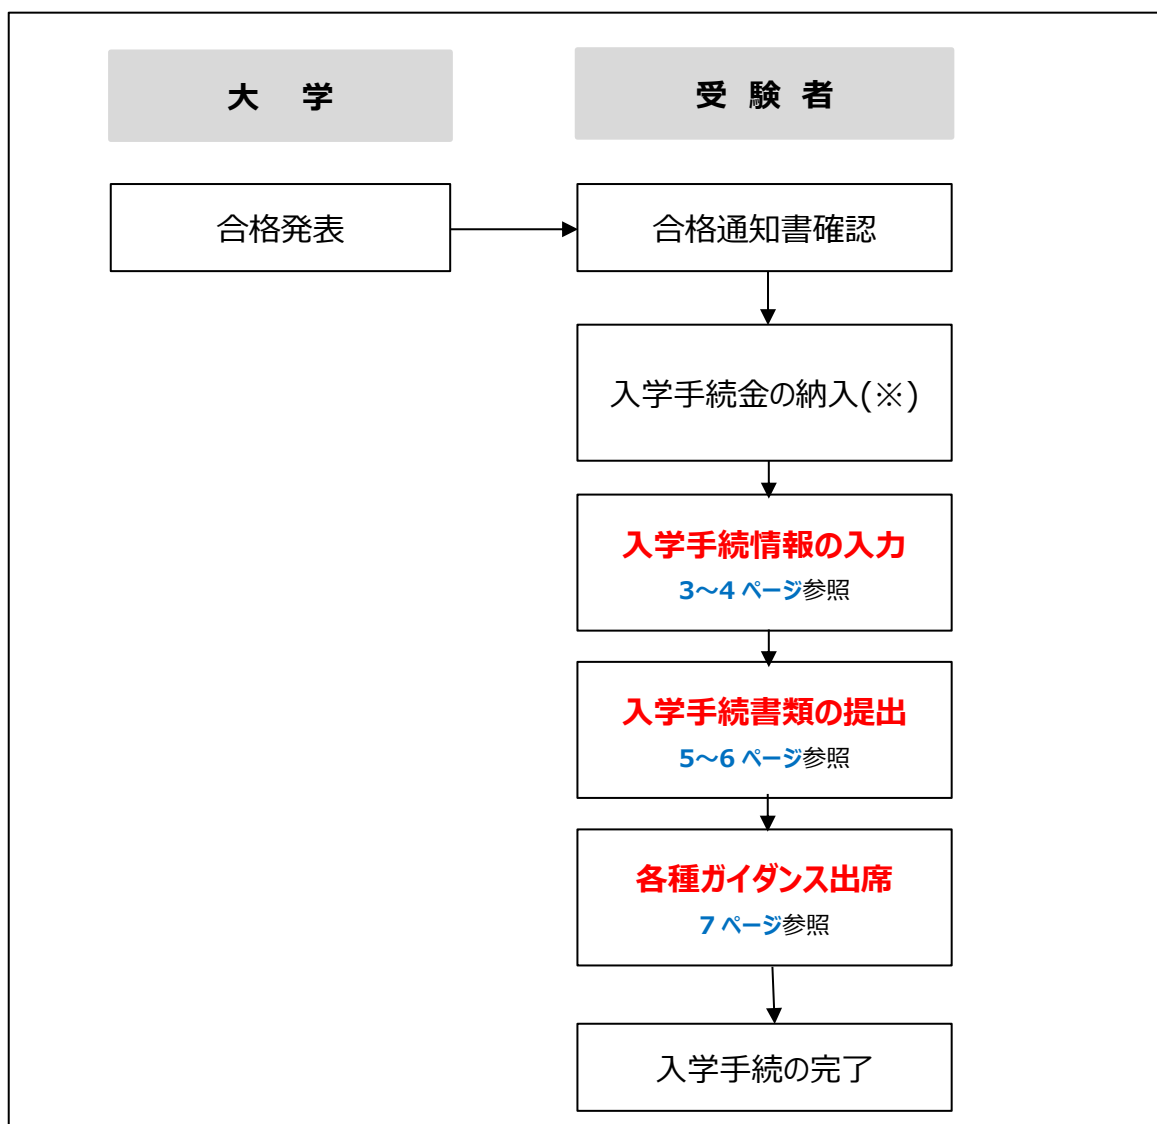 大　学
受 験 者
合格発表
合格通知書確認
入学手続金の納入(※)
入学手続情報の入力
3～4 ページ参照
入学手続書類の提出
5～6 ページ参照
各種ガイダンス出席
7 ページ参照
入学手続の完了